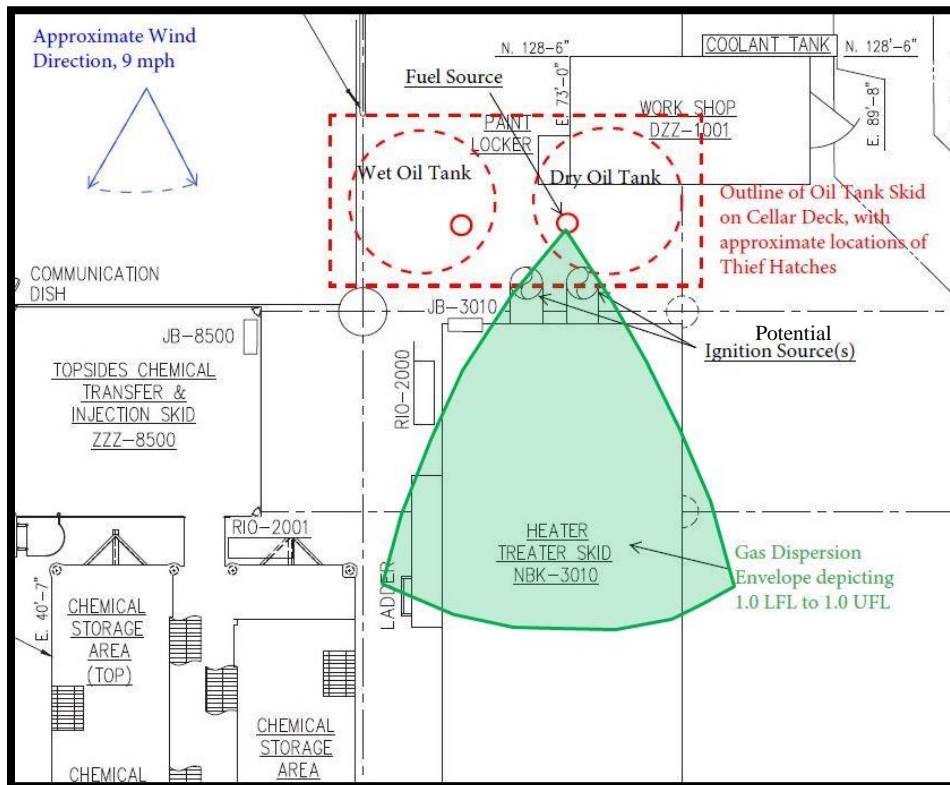 Approximate Wind
Direction, 9 mph
N. 128-6"
COOLANT TANK
N. 128'-6"
Fuel Source
E. 73'-0"
WORK SHOP
DZZ-1001
E. 89'-8"
PAINT
LOCKER
Wet Oil Tank
Dry Oil Tank
Outline of Oil Tank Skid
on Cellar Deck, with
approximate locations of
Thief Hatches
COMMUNICATION
DISH
JB-3010
JB-8500
Potential
Ignition Source(s)
TOPSIDES CHEMICAL
TRANSFER &
INJECTION SKID
ZZZ-8500
RIO-2000
RIO-2001
HEATER
TREATER SKID
NBK-3010
Gas Dispersion
Envelope depicting
1.0 LFL to 1.0 UFL
LADDER
E. 40'-7"
CHEMICAL
STORAGE
AREA
(TOP)
CHEMICAL
STORAGE
AREA
CHEMICAL